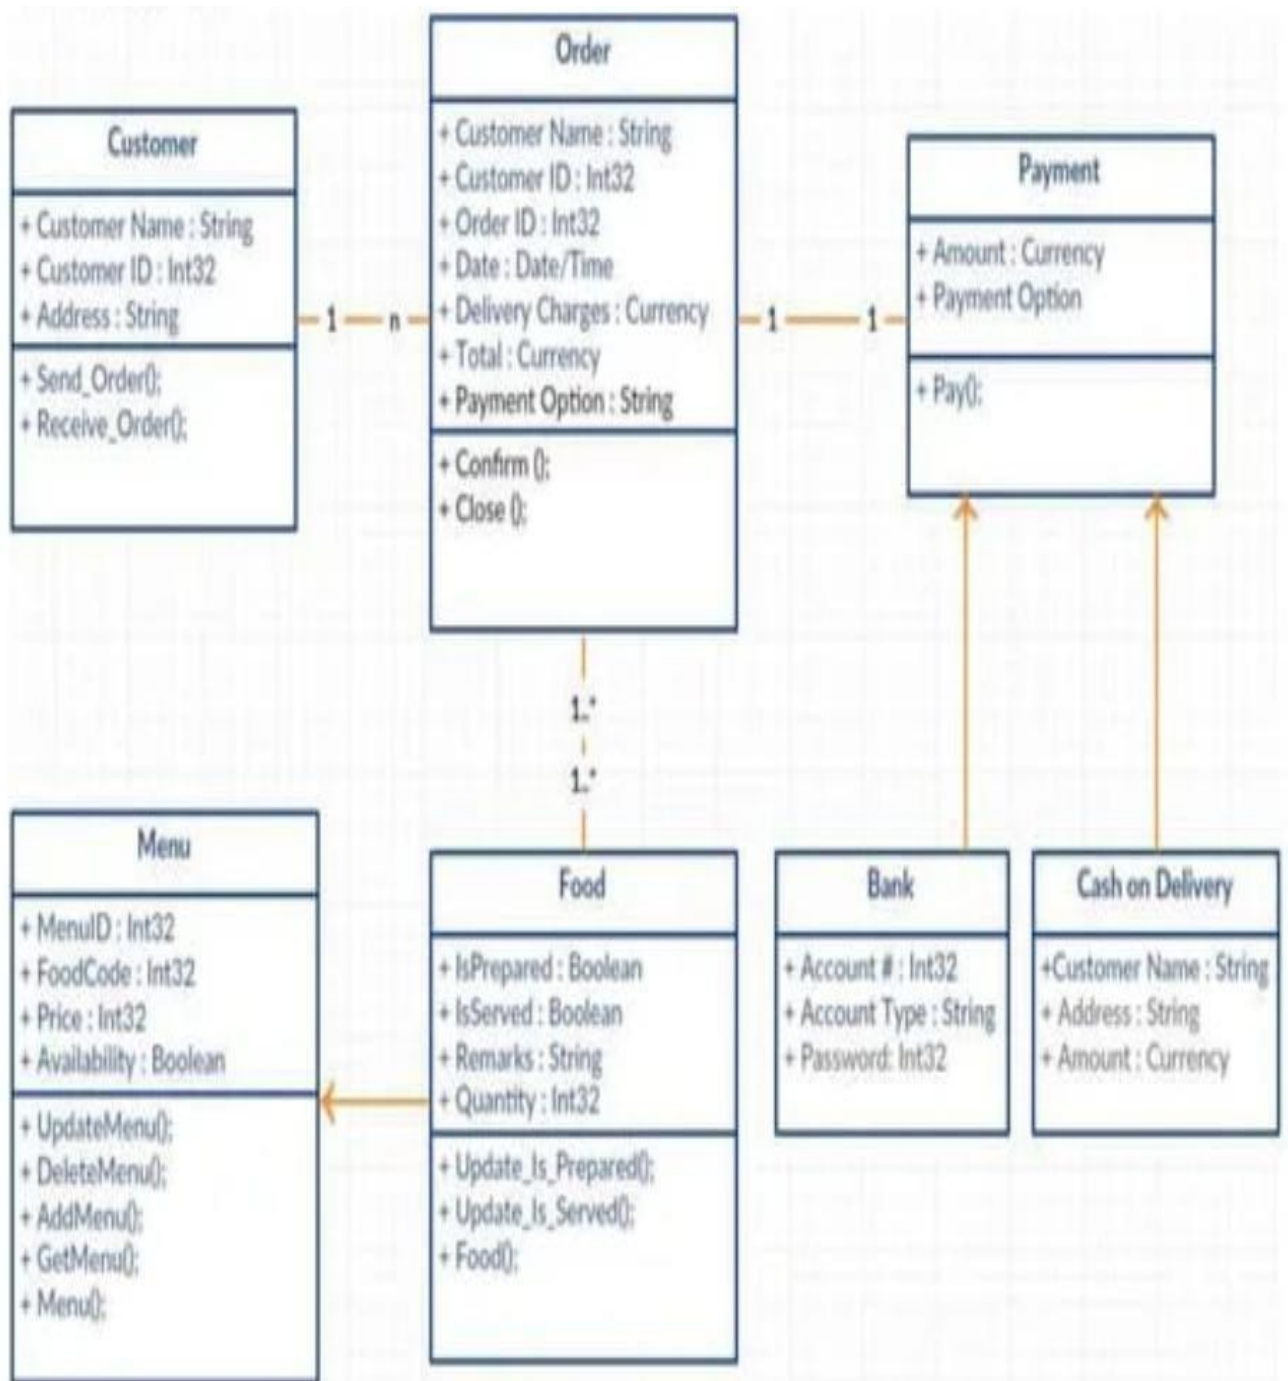 Customer
+ Customer Name : String
+ Customer ID : Int32
+ Address : String
+ Send_Order();
+ Receive_Order();
1
n
Order
+ Customer Name : String
+ Customer ID : Int32
+ Order ID : Int32
+ Date : Date/Time
+ Delivery Charges : Currency
+ Total : Currency
+ Payment Option : String
+ Confirm ();
+ Close ();
1
1
Payment
+ Amount : Currency
+ Payment Option
+ Pay();
1..*
1..*
Menu
+ MenuID : Int32
+ FoodCode : Int32
+ Price : Int32
+ Availability : Boolean
+ UpdateMenu();
+ DeleteMenu();
+ AddMenu();
+ GetMenu();
+ Menu();
Food
+ IsPrepared : Boolean
+ IsServed : Boolean
+ Remarks : String
+ Quantity : Int32
+ Update_Is_Prepared();
+ Update_Is_Served();
+ Food();
Bank
+ Account # : Int32
+ Account Type : String
+ Password: Int32
Cash on Delivery
+Customer Name : String
+ Address : String
+ Amount : Currency